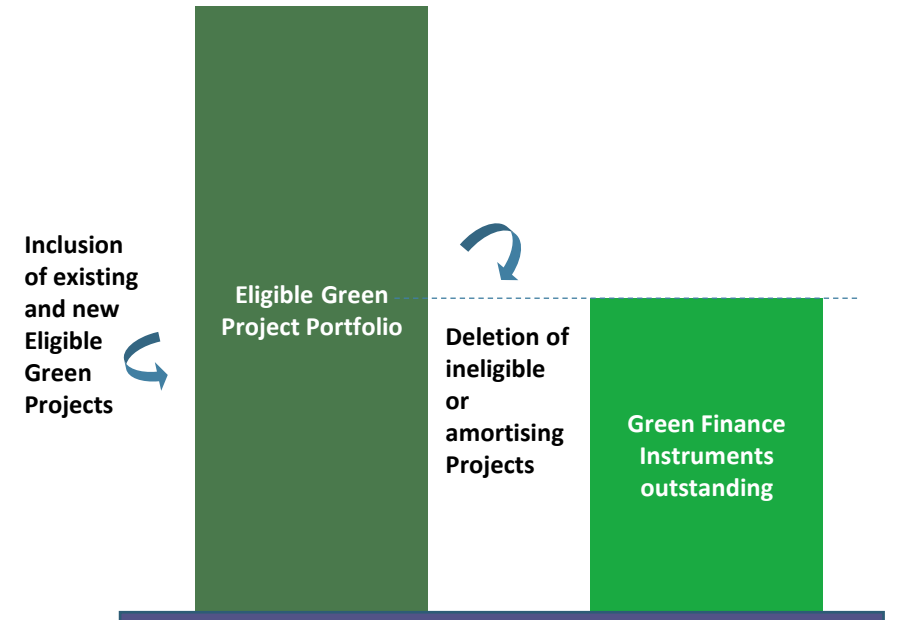 Inclusion
of existing
and new
Eligible
Green
Projects
Eligible Green
Project Portfolio
Deletion of
ineligible
or
amortising
Projects
Green Finance
Instruments
outstanding